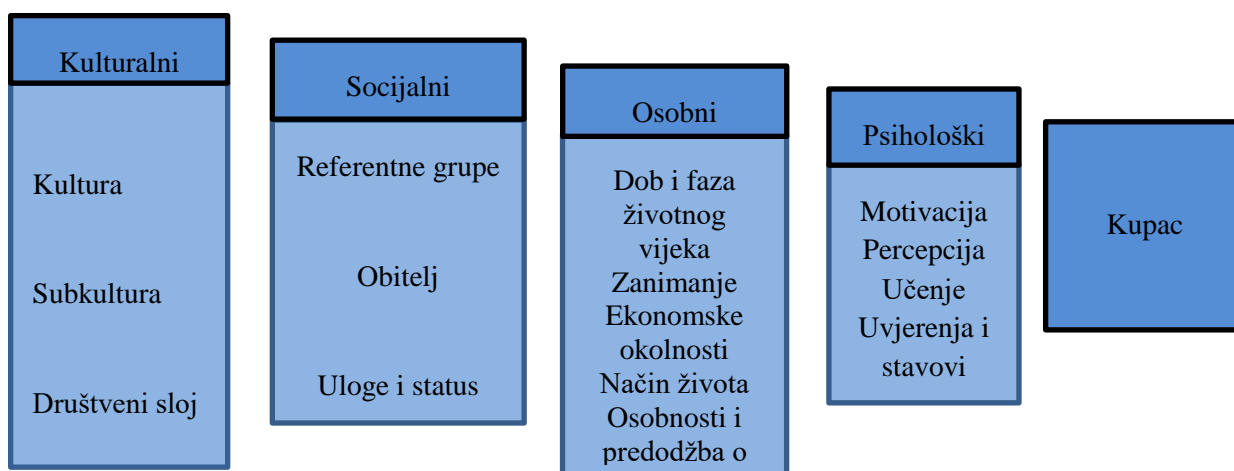 Kulturalni
Kultura
Subkultura
Društveni sloj
Socijalni
Referentne grupe
Obitelj
Uloge i status
Osobni
Dob i faza
životnog
vijeka
Zanimanje
Ekonomske
okolnosti
Način života
Osobnosti i
predodžba o
Psihološki
Motivacija
Percepcija
Učenje
Uvjerenja i
stavovi
Kupac